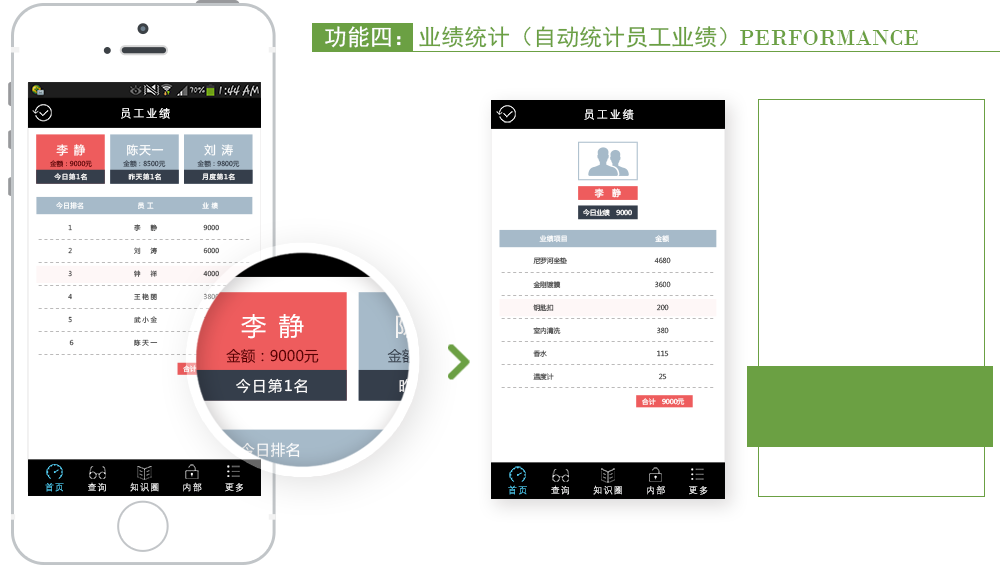 功能四：业绩统计（自动统计员工业绩）PERFORMANCE
70% 1:44 AM
员工业绩
李 静 陈天一 刘 涛
金额：9000元 金额：8500元 金额：9800元
今日第1名 昨天第1名 月度第1名
今日排名 员 工 业 绩
1 李 静 9000
2 刘 涛 6000
3 钟 祥 4000
4 王艳丽 380
5 武小金
6 陈天一
合计
首页 查询 知识圈 内部 更多
李 静
金额：9000元 金额
今日第1名 昨
今日排名
员工业绩
李 静
今日业绩 9000
业绩项目 金额
尼罗河坐垫 4680
金刚镀膜 3600
钥匙扣 200
室内清洗 380
香水 115
温度计 25
合计 9000元
首页 查询 知识圈 内部 更多